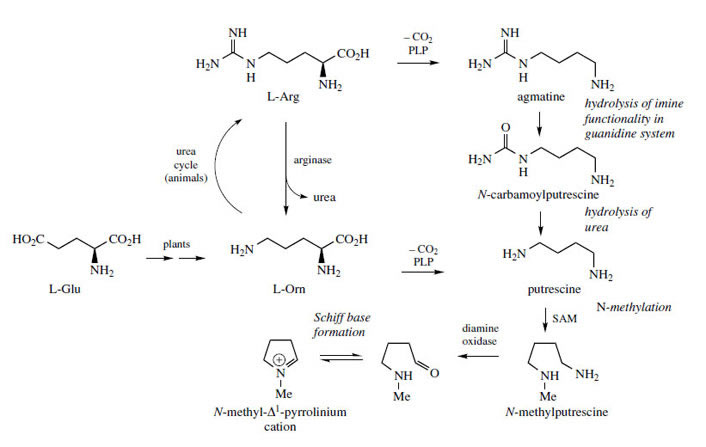 NH
H₂N
N
H
CO₂H
NH₂
L-Arg
– CO₂
PLP
NH
H₂N
N
H
NH₂
agmatine
hydrolysis of imine
functionality in
guanidine system
O
H₂N
N
H
NH₂
N-carbamoylputrescine
urea
cycle
(animals)
arginase
urea
hydrolysis of
urea
HO₂C
CO₂H
NH₂
L-Glu
plants
H₂N
CO₂H
NH₂
L-Orn
– CO₂
PLP
H₂N
NH₂
putrescine
N-methylation
SAM
Schiff base
formation
diamine
oxidase
+
N
Me
N-methyl-Δ¹-pyrrolinium
cation
NH
O
Me
NH
NH₂
Me
N-methylputrescine